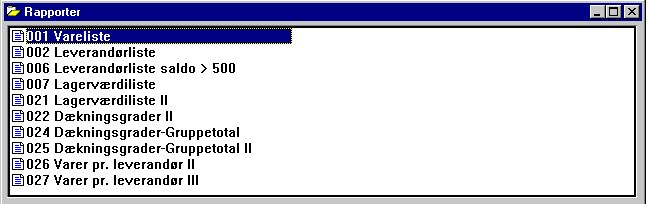 Rapporter
001 Vareliste
002 Leverandørliste
006 Leverandørliste saldo > 500
007 Lagerværdiliste
021 Lagerværdiliste II
022 Dækningsgrader II
024 Dækningsgrader-Gruppetotal
025 Dækningsgrader-Gruppetotal II
026 Varer pr. leverandør II
027 Varer pr. leverandør III